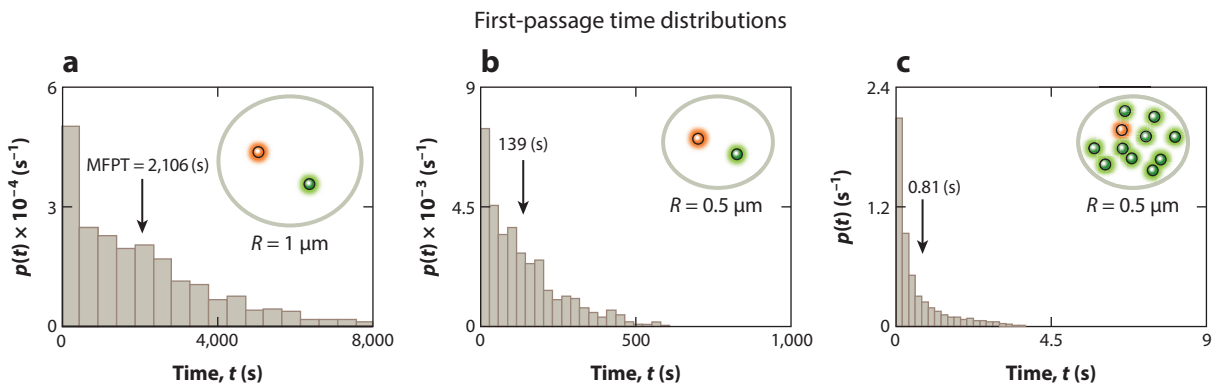 First-passage time distributions
a
6
3
0
p(t) × 10⁻⁴ (s⁻¹)
MFPT = 2,106 (s)
R = 1 μm
0
4,000
8,000
Time, t (s)
b
9
4.5
0
p(t) × 10⁻³ (s⁻¹)
139 (s)
R = 0.5 μm
0
500
1,000
Time, t (s)
c
2.4
1.2
0
p(t) (s⁻¹)
0.81 (s)
R = 0.5 μm
0
4.5
9
Time, t (s)